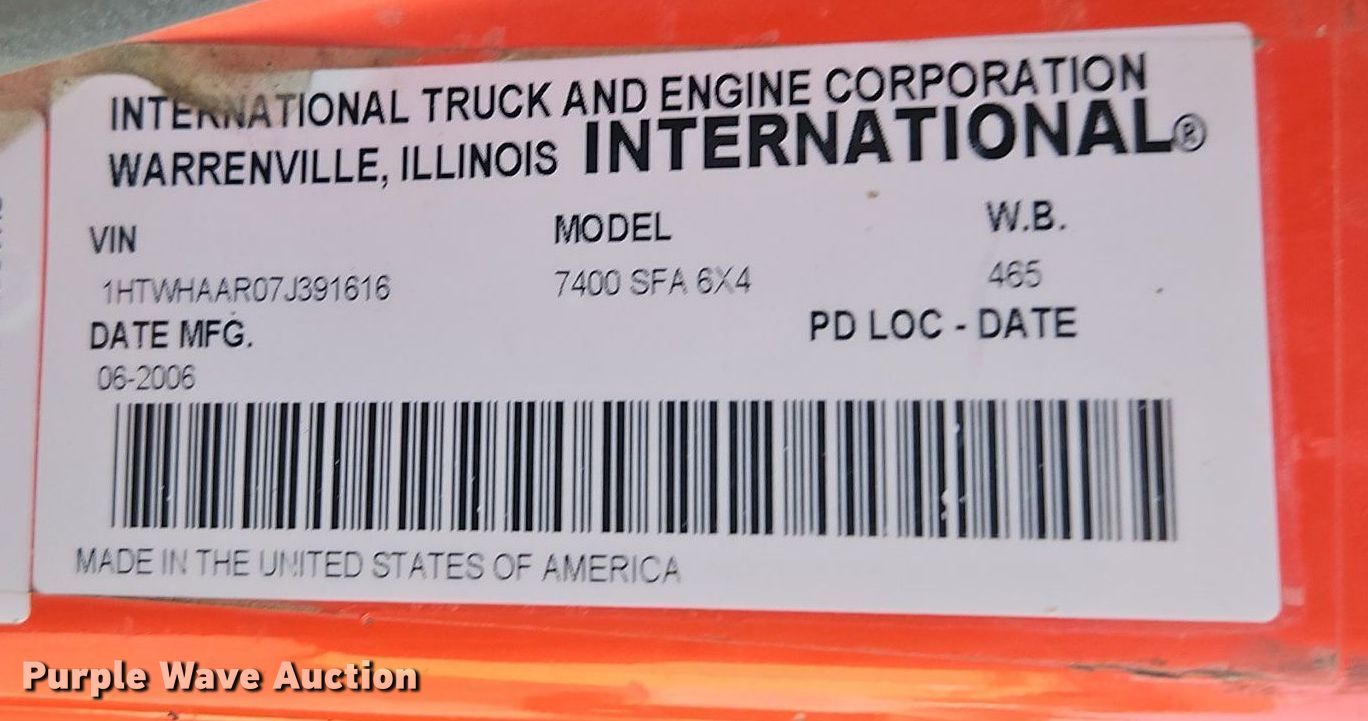 INTERNATIONAL TRUCK AND ENGINE CORPORATION
WARRENVILLE, ILLINOIS INTERNATIONAL®
VIN MODEL W.B.
1HTWHAAR07J391616 7400 SFA 6X4 465
DATE MFG. PD LOC - DATE
06-2006
MADE IN THE UNITED STATES OF AMERICA
Purple Wave Auction